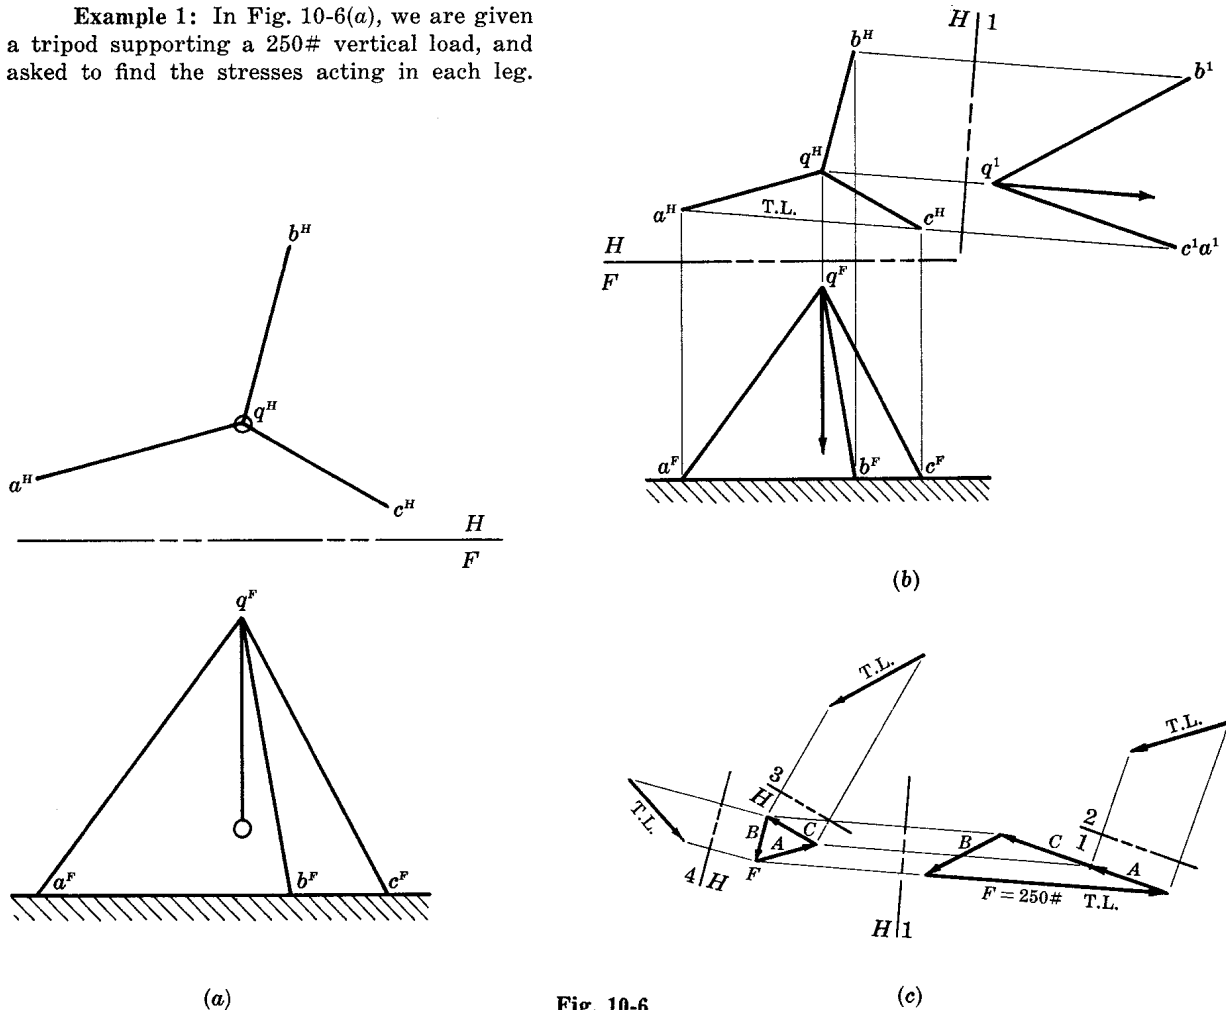 Example 1: In Fig. 10-6(a), we are given
a tripod supporting a 250# vertical load, and
asked to find the stresses acting in each leg.
b^H
q^H
a^H
c^H
H
F
q^F
a^F
b^F
c^F
(a)
H 1
b^H
b^1
q^H
q^1
a^H
T.L.
c^H
c^1a^1
H
F
q^F
a^F
b^F
c^F
(b)
T.L.
T.L.
3
H
T.L.
B
C
A
F
4 H
B
C
2
1
A
F = 250#
T.L.
H 1
(c)
Fig. 10-6